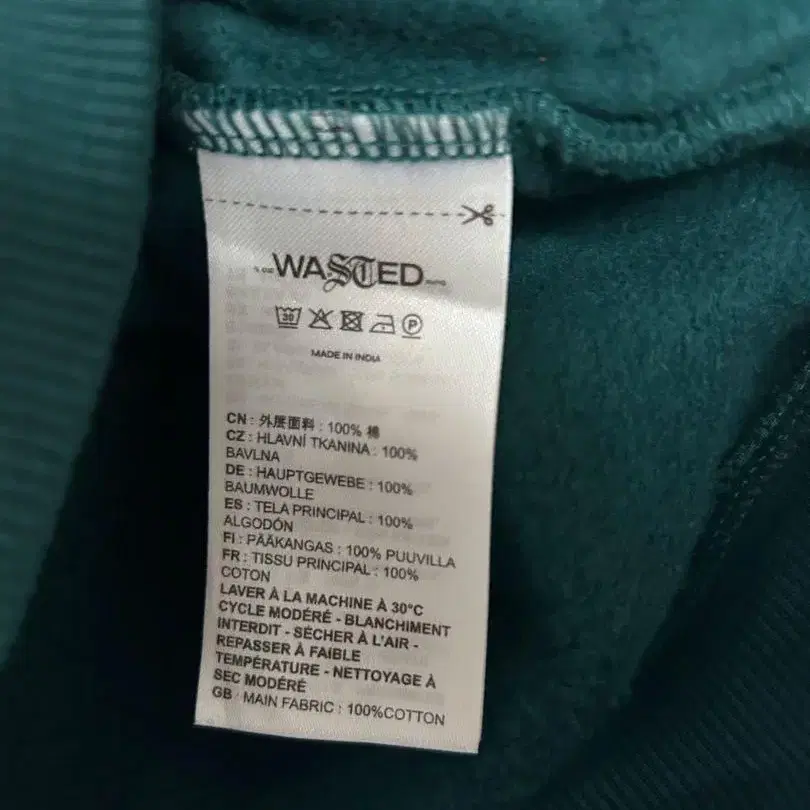 WASTED
30
P
MADE IN INDIA
CN : 外层面料 : 100% 棉
CZ : HLAVNÍ TKANINA : 100%
BAVLNA
DE : HAUPTGEWEBE : 100%
BAUMWOLLE
ES : TELA PRINCIPAL : 100%
ALGODÓN
FI : PÄÄKANGAS : 100% PUUVILLA
FR : TISSU PRINCIPAL : 100%
COTON
LAVER À LA MACHINE À 30°C
CYCLE MODÉRÉ - BLANCHIMENT
INTERDIT - SÉCHER À L'AIR -
REPASSER À FAIBLE
TEMPÉRATURE - NETTOYAGE À
SEC MODÉRÉ
GB : MAIN FABRIC : 100%COTTON